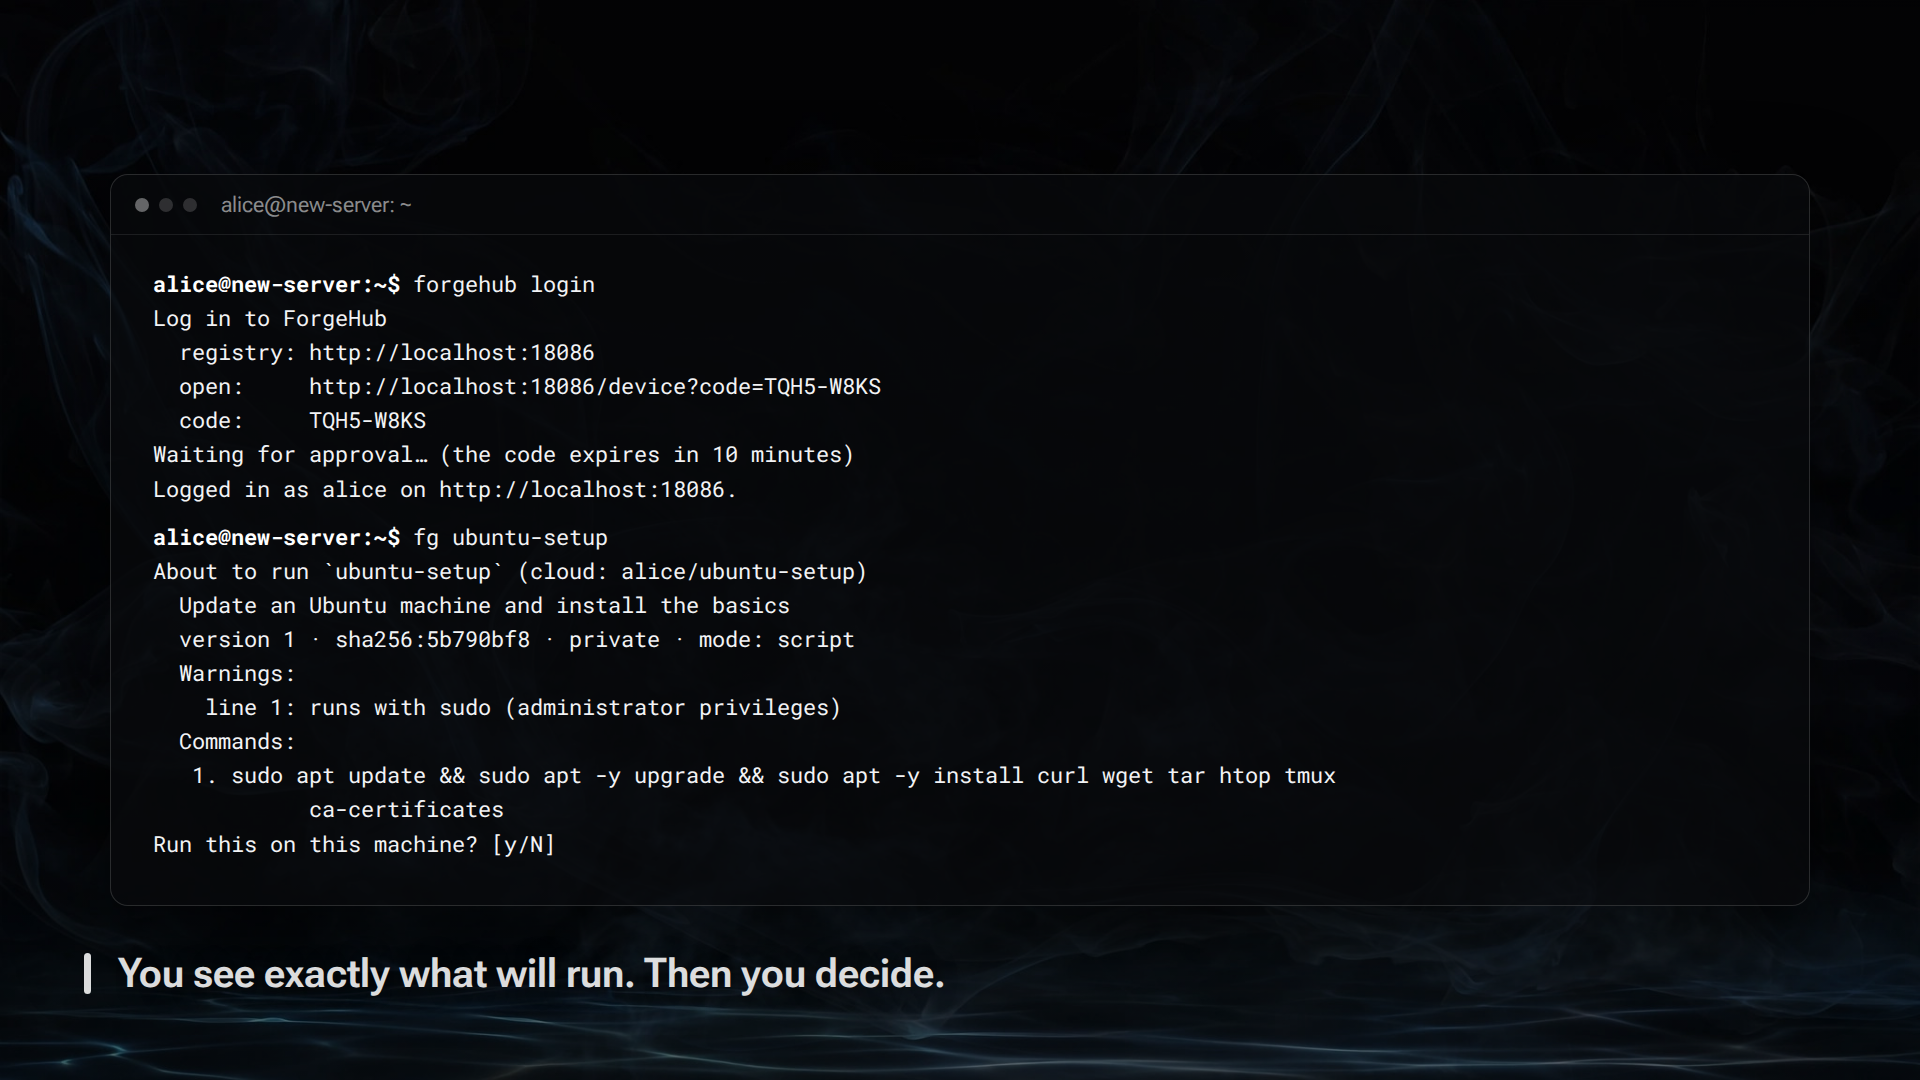 alice@new-server: ~
alice@new-server:~$ forgehub login
Log in to ForgeHub
  registry: http://localhost:18086
  open:     http://localhost:18086/device?code=TQH5-W8KS
  code:     TQH5-W8KS
Waiting for approval… (the code expires in 10 minutes)
Logged in as alice on http://localhost:18086.
alice@new-server:~$ fg ubuntu-setup
About to run `ubuntu-setup` (cloud: alice/ubuntu-setup)
  Update an Ubuntu machine and install the basics
  version 1 · sha256:5b790bf8 · private · mode: script
  Warnings:
    line 1: runs with sudo (administrator privileges)
  Commands:
   1. sudo apt update && sudo apt -y upgrade && sudo apt -y install curl wget tar htop tmux
            ca-certificates
Run this on this machine? [y/N]
You see exactly what will run. Then you decide.